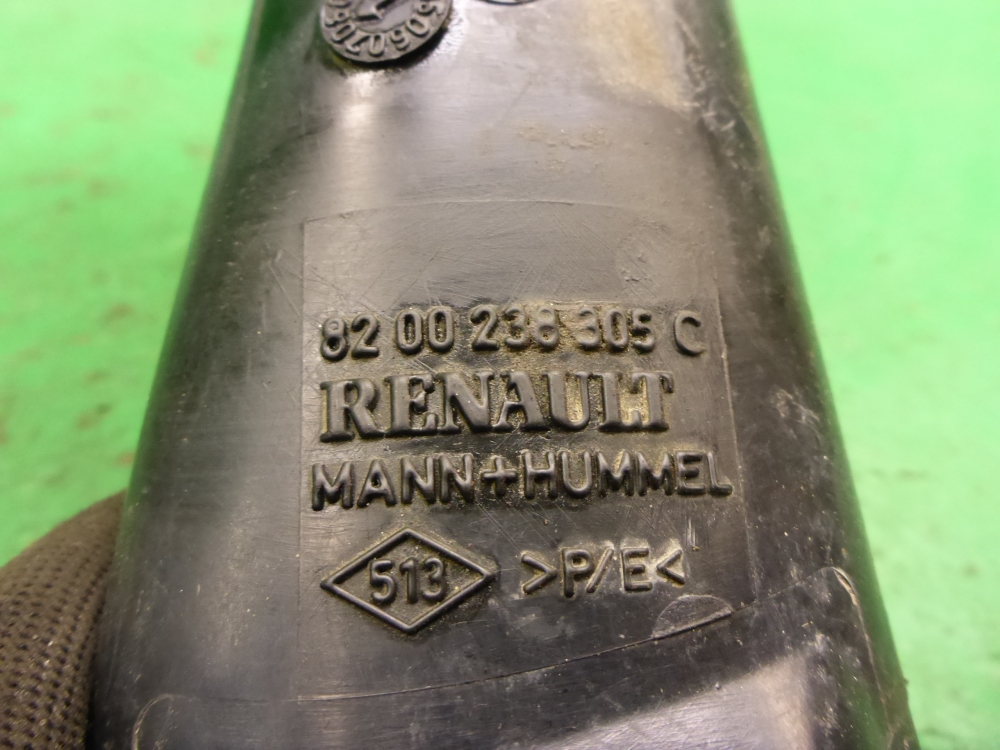 82 00 238 305 C
RENAULT
MANN+HUMMEL
513 >P/E<